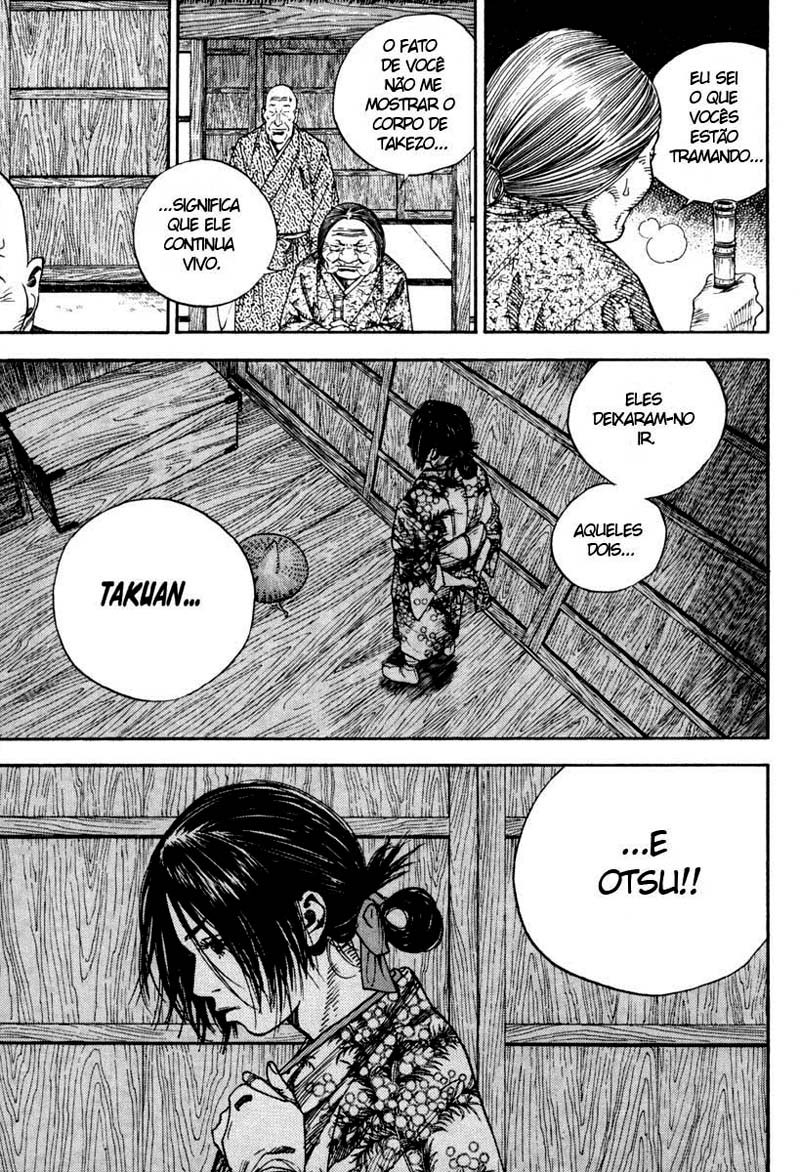 EU SEI
O QUE
VOCÊS
ESTÃO
TRAMANDO...
O FATO
DE VOCÊ
NÃO ME
MOSTRAR O
CORPO DE
TAKEZO...
...SIGNIFICA
QUE ELE
CONTINUA
VIVO.
ELES
DEIXARAM-NO
IR.
AQUELES
DOIS...
TAKUAN...
...E
OTSU!!